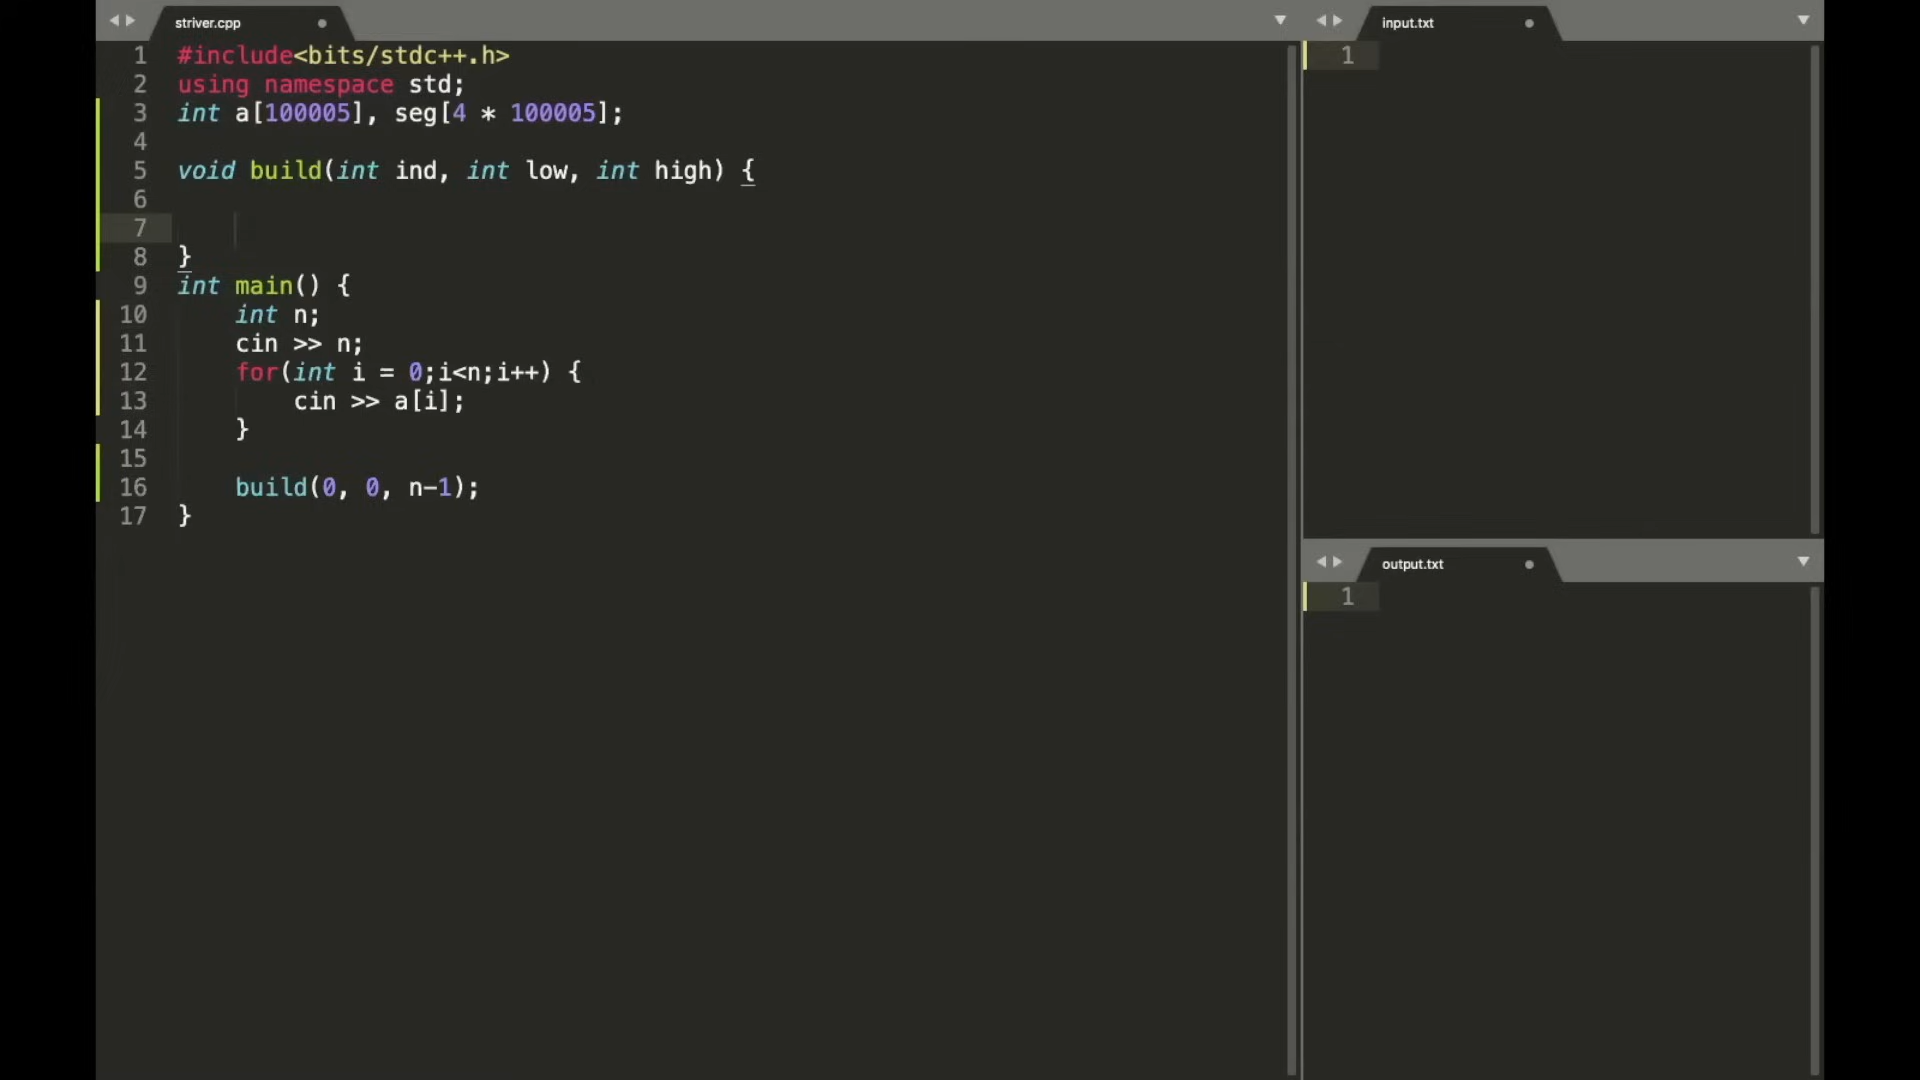 striver.cpp
1 #include<bits/stdc++.h>
2 using namespace std;
3 int a[100005], seg[4 * 100005];
4
5 void build(int ind, int low, int high) {
6
7
8 }
9 int main() {
10     int n;
11     cin >> n;
12     for(int i = 0;i<n;i++) {
13         cin >> a[i];
14     }
15
16     build(0, 0, n-1);
17 }
input.txt
1
output.txt
1